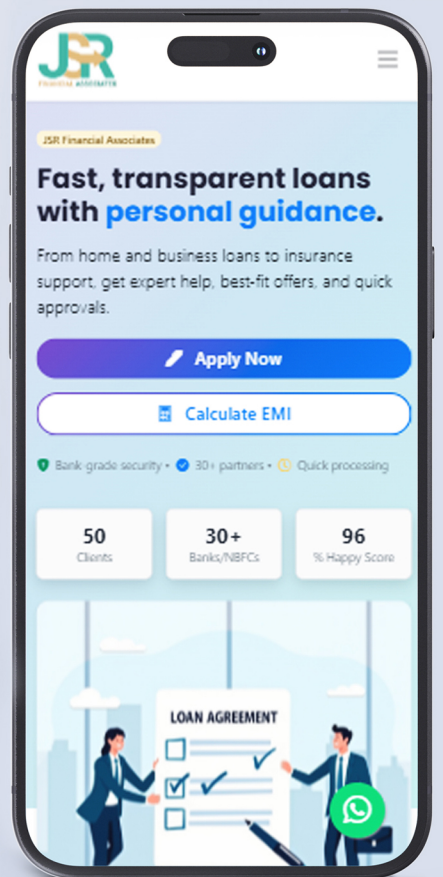 JSR
FINANCIAL ASSOCIATES
JSR Financial Associates
Fast, transparent loans
with personal guidance.
From home and business loans to insurance
support, get expert help, best-fit offers, and quick
approvals.
Apply Now
Calculate EMI
Bank-grade security • 30+ partners • Quick processing
50 30+ 96
Clients Banks/NBFCs % Happy Score
LOAN AGREEMENT